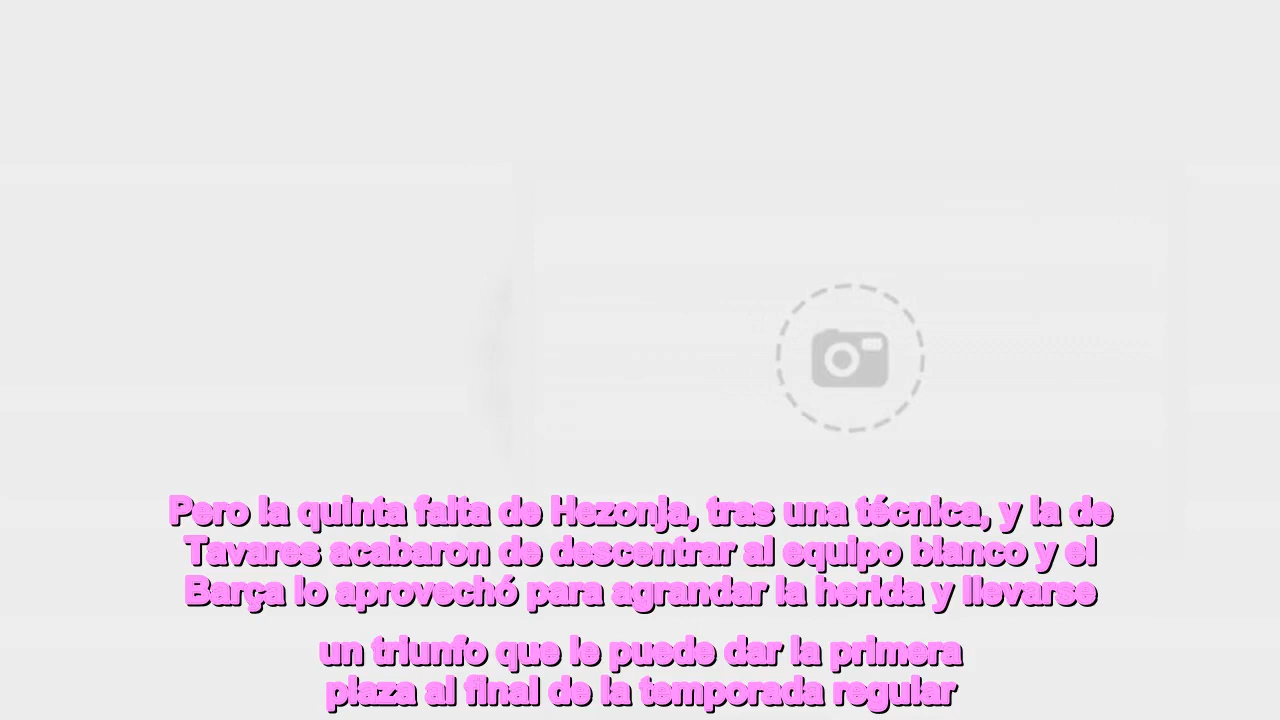 Pero la quinta falta de Hezonja, tras una técnica, y la de
Tavares acabaron de descentrar al equipo blanco y el
Barça lo aprovechó para agrandar la herida y llevarse
un triunfo que le puede dar la primera
plaza al final de la temporada regular